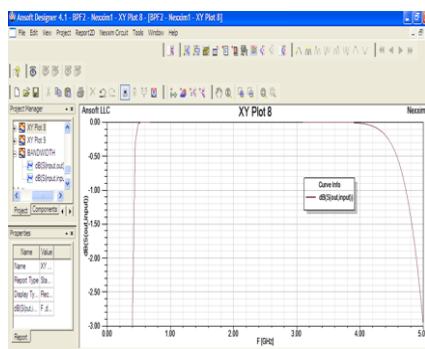 Ansoft Designer 4.1 - BPF2 - Nexxim1 - XY Plot 8 - [BPF2 - Nexxim1 - XY Plot 8]
File Edit View Project Report2D Nexxim Circuit Tools Window Help
Project Manager
XY Plot 8
XY Plot 9
BANDWIDTH
dB(S(input,out)
dB(S(input,inpu
Project Components
Properties
Name Value
Name XY ...
Report Type Sta...
Display Ty... Rec...
dB(S(out,i... F ,d...
Report
Ansoft LLC XY Plot 8 Nexxim
0.00
-0.50
-1.00
-1.50
-2.00
-2.50
-3.00
dB(S(out,input))
Curve Info
dB(S(out,input))
0.00 1.00 2.00 3.00 4.00 5.0
F [GHz]